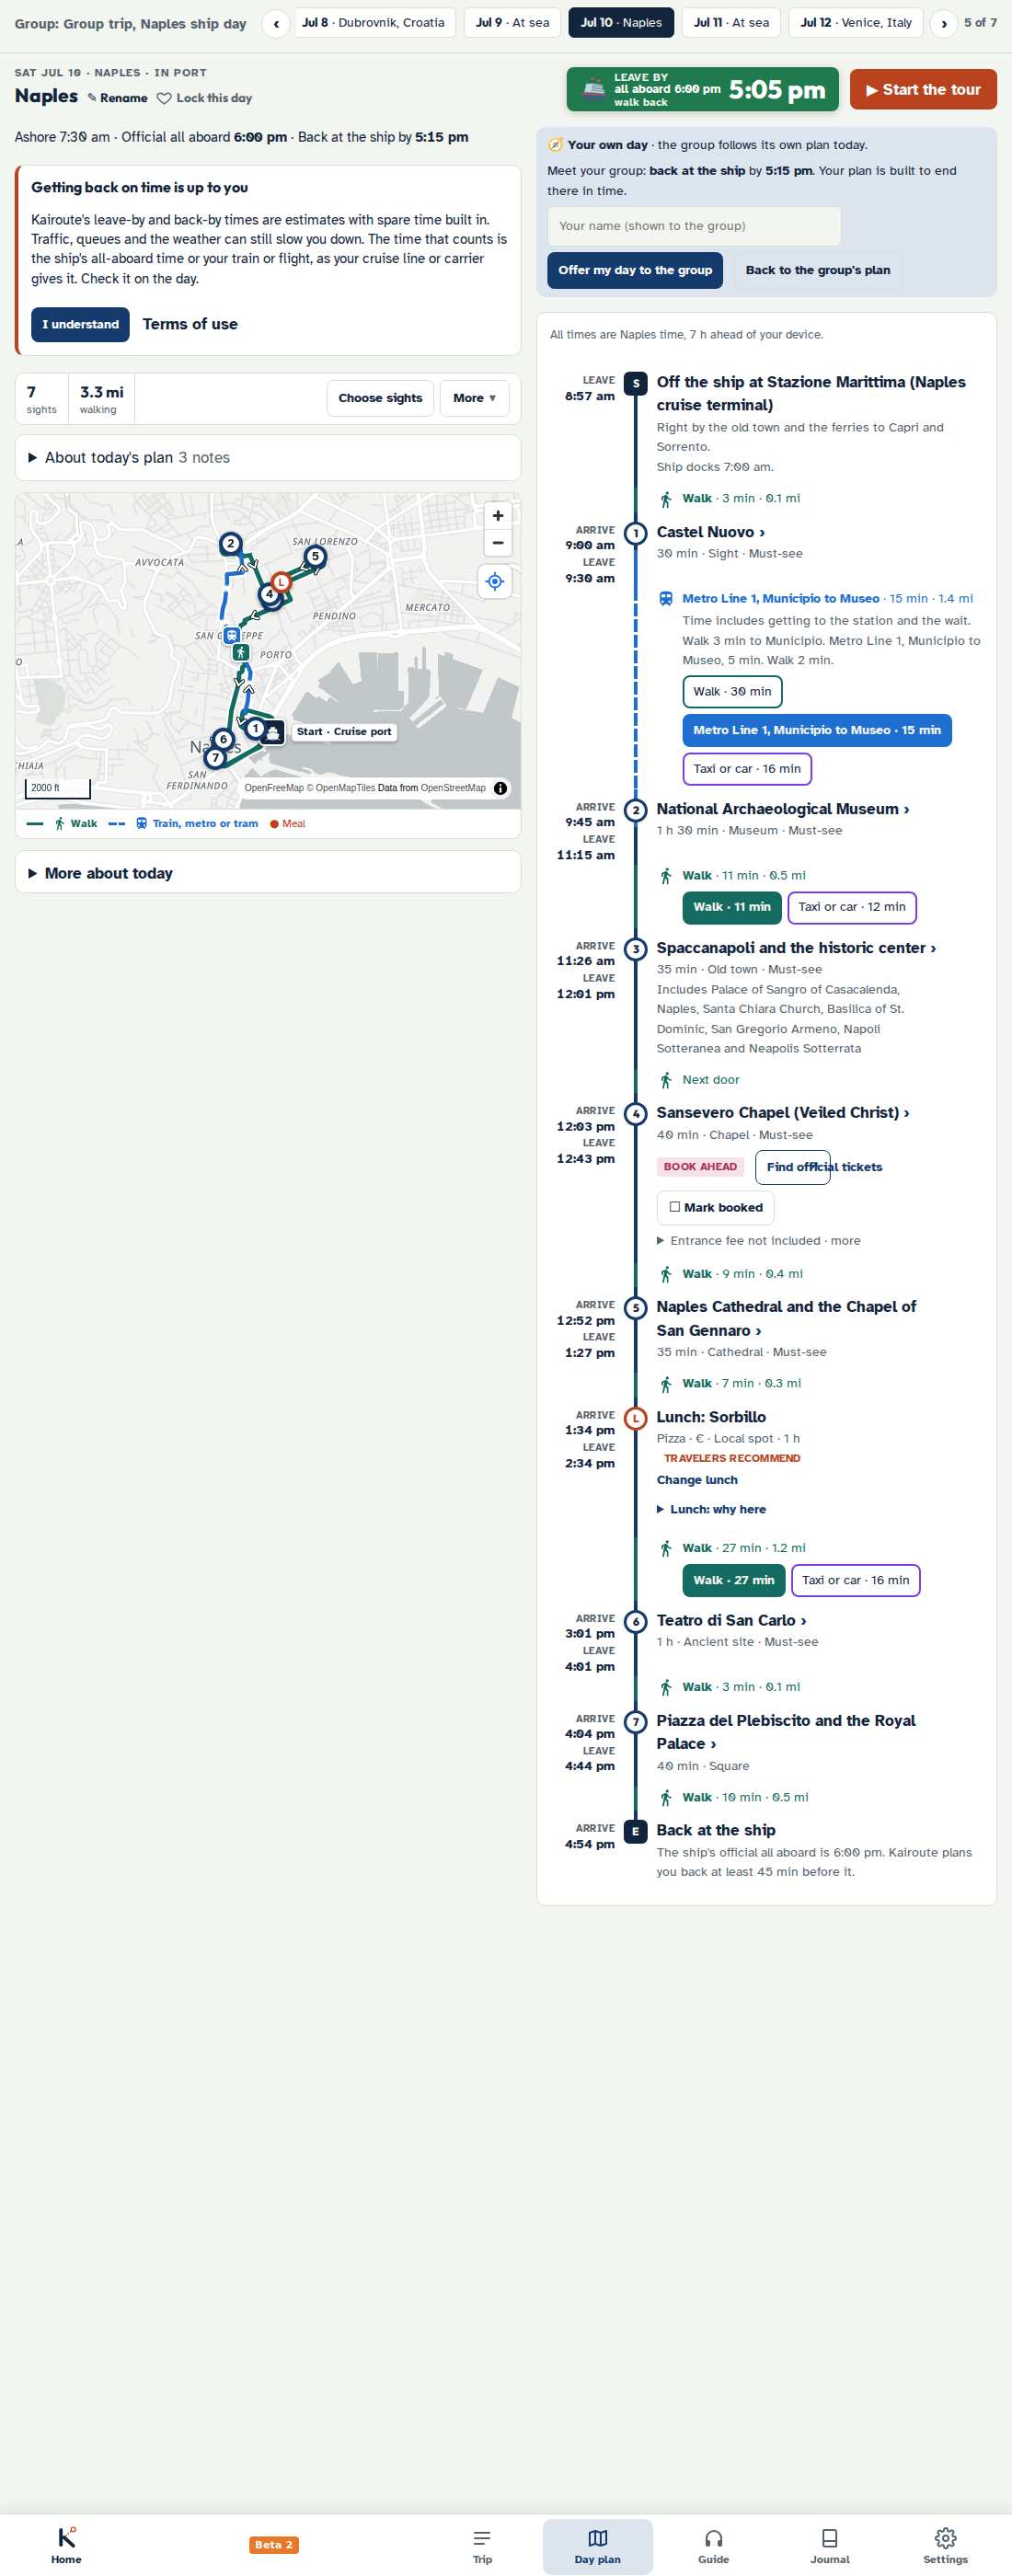 Group: Group trip, Naples ship day
‹
Jul 8 · Dubrovnik, Croatia
Jul 9 · At sea
Jul 10 · Naples
Jul 11 · At sea
Jul 12 · Venice, Italy
›
5 of 7
SAT JUL 10 · NAPLES · IN PORT
Naples ✎ Rename Lock this day
LEAVE BY
all aboard 6:00 pm
walk back
5:05 pm
▶ Start the tour
Ashore 7:30 am · Official all aboard 6:00 pm · Back at the ship by 5:15 pm
Getting back on time is up to you
Kairoute's leave-by and back-by times are estimates with spare time built in.
Traffic, queues and the weather can still slow you down. The time that counts is
the ship's all-aboard time or your train or flight, as your cruise line or carrier
gives it. Check it on the day.
I understand
Terms of use
7
sights
3.3 mi
walking
Choose sights
More ▾
▶ About today's plan 3 notes
AVVOCATA
SAN LORENZO
MERCATO
PENDINO
PORTO
SAN
FERDINANDO
HIAIA
2
5
L
4
1
6
7
Start · Cruise port
+
−
2000 ft
OpenFreeMap © OpenMapTiles Data from OpenStreetMap
Walk
Train, metro or tram
Meal
▶ More about today
Your own day · the group follows its own plan today.
Meet your group: back at the ship by 5:15 pm. Your plan is built to end
there in time.
Your name (shown to the group)
Offer my day to the group
Back to the group's plan
All times are Naples time, 7 h ahead of your device.
LEAVE
8:57 am
S
Off the ship at Stazione Marittima (Naples
cruise terminal)
Right by the old town and the ferries to Capri and
Sorrento.
Ship docks 7:00 am.
Walk · 3 min · 0.1 mi
ARRIVE
9:00 am
LEAVE
9:30 am
1
Castel Nuovo ›
30 min · Sight · Must-see
Metro Line 1, Municipio to Museo · 15 min · 1.4 mi
Time includes getting to the station and the wait.
Walk 3 min to Municipio. Metro Line 1, Municipio to
Museo, 5 min. Walk 2 min.
Walk · 30 min
Metro Line 1, Municipio to Museo · 15 min
Taxi or car · 16 min
ARRIVE
9:45 am
LEAVE
11:15 am
2
National Archaeological Museum ›
1 h 30 min · Museum · Must-see
Walk · 11 min · 0.5 mi
Walk · 11 min
Taxi or car · 12 min
ARRIVE
11:26 am
LEAVE
12:01 pm
3
Spaccanapoli and the historic center ›
35 min · Old town · Must-see
Includes Palace of Sangro of Casacalenda,
Naples, Santa Chiara Church, Basilica of St.
Dominic, San Gregorio Armeno, Napoli
Sotteranea and Neapolis Sotterrata
Next door
ARRIVE
12:03 pm
LEAVE
12:43 pm
4
Sansevero Chapel (Veiled Christ) ›
40 min · Chapel · Must-see
BOOK AHEAD
Find official tickets
☐ Mark booked
▶ Entrance fee not included · more
Walk · 9 min · 0.4 mi
ARRIVE
12:52 pm
LEAVE
1:27 pm
5
Naples Cathedral and the Chapel of
San Gennaro ›
35 min · Cathedral · Must-see
Walk · 7 min · 0.3 mi
ARRIVE
1:34 pm
LEAVE
2:34 pm
L
Lunch: Sorbillo
Pizza · € · Local spot · 1 h
TRAVELERS RECOMMEND
Change lunch
▶ Lunch: why here
Walk · 27 min · 1.2 mi
Walk · 27 min
Taxi or car · 16 min
ARRIVE
3:01 pm
LEAVE
4:01 pm
6
Teatro di San Carlo ›
1 h · Ancient site · Must-see
Walk · 3 min · 0.1 mi
ARRIVE
4:04 pm
LEAVE
4:44 pm
7
Piazza del Plebiscito and the Royal
Palace ›
40 min · Square
Walk · 10 min · 0.5 mi
ARRIVE
4:54 pm
E
Back at the ship
The ship's official all aboard is 6:00 pm. Kairoute plans
you back at least 45 min before it.
Home
Beta 2
Trip
Day plan
Guide
Journal
Settings